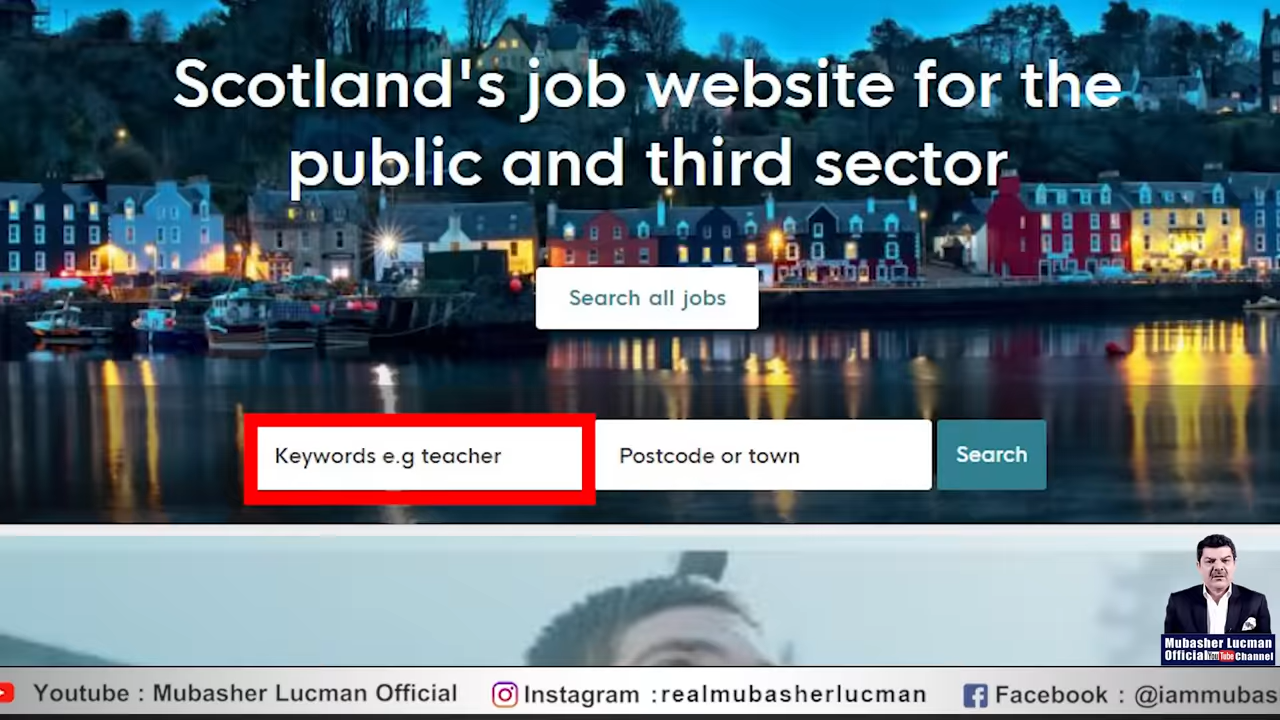 Scotland's job website for the
public and third sector
Search all jobs
Keywords e.g teacher
Postcode or town
Search
Mubasher Lucman
Official YouTube Channel
Youtube : Mubasher Lucman Official
Instagram :realmubasherlucman
Facebook : @iammubas